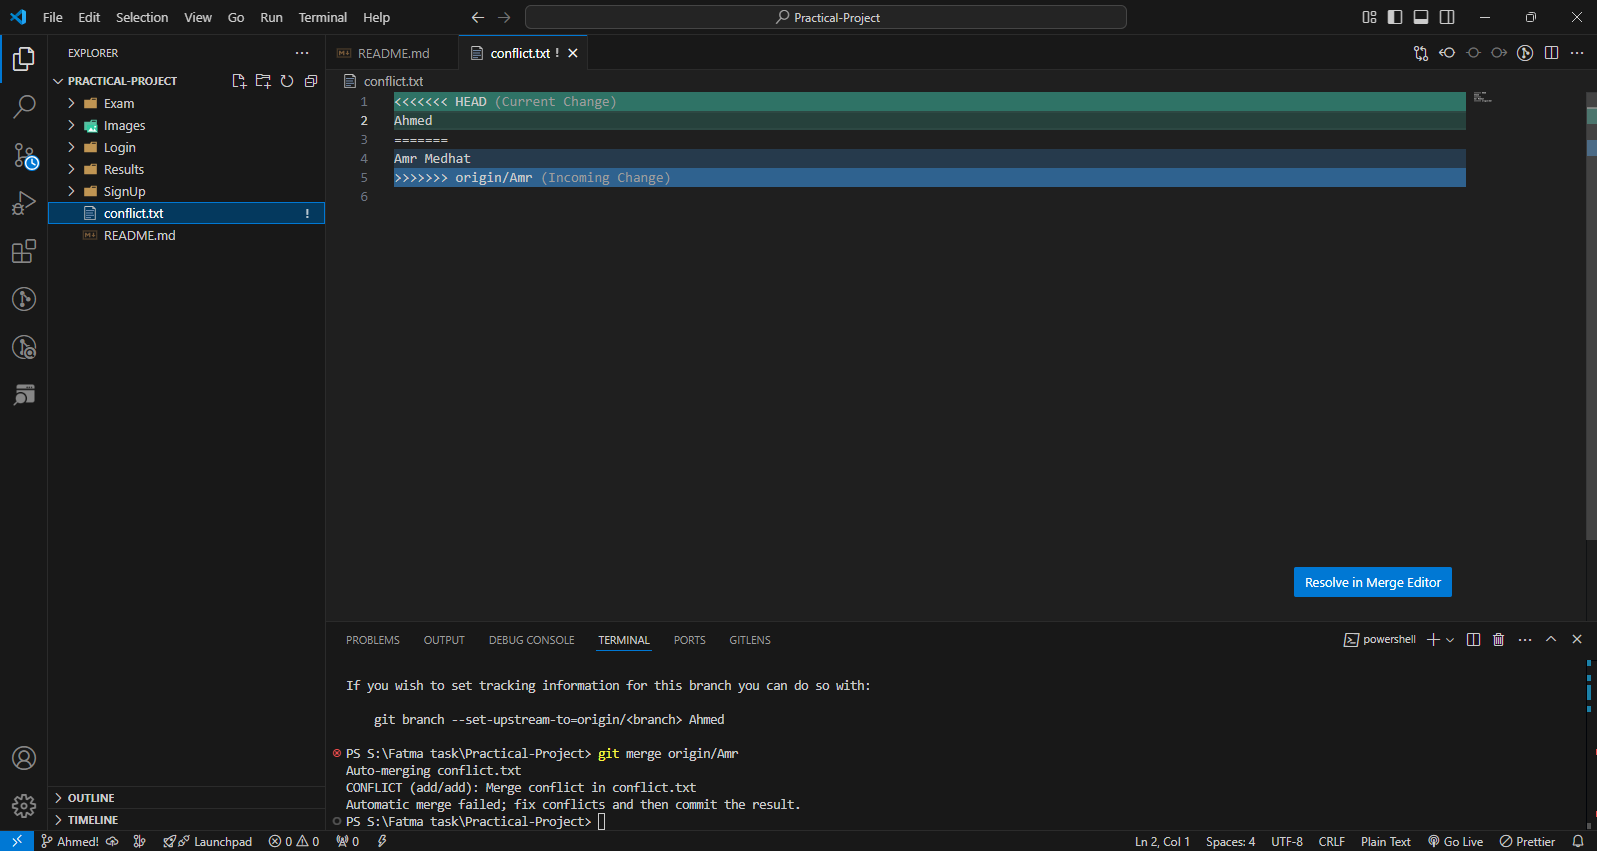 File Edit Selection View Go Run Terminal Help
Practical-Project
EXPLORER
PRACTICAL-PROJECT
Exam
Images
Login
Results
SignUp
conflict.txt !
README.md
OUTLINE
TIMELINE
README.md
conflict.txt !
conflict.txt
1 <<<<<<< HEAD (Current Change)
2 Ahmed
3 =======
4 Amr Medhat
5 >>>>>>> origin/Amr (Incoming Change)
6
Resolve in Merge Editor
PROBLEMS OUTPUT DEBUG CONSOLE TERMINAL PORTS GITLENS
powershell
If you wish to set tracking information for this branch you can do so with:
git branch --set-upstream-to=origin/<branch> Ahmed
PS S:\Fatma task\Practical-Project> git merge origin/Amr
Auto-merging conflict.txt
CONFLICT (add/add): Merge conflict in conflict.txt
Automatic merge failed; fix conflicts and then commit the result.
PS S:\Fatma task\Practical-Project>
Ahmed! Launchpad 0 0 0 Ln 2, Col 1 Spaces: 4 UTF-8 CRLF Plain Text Go Live Prettier